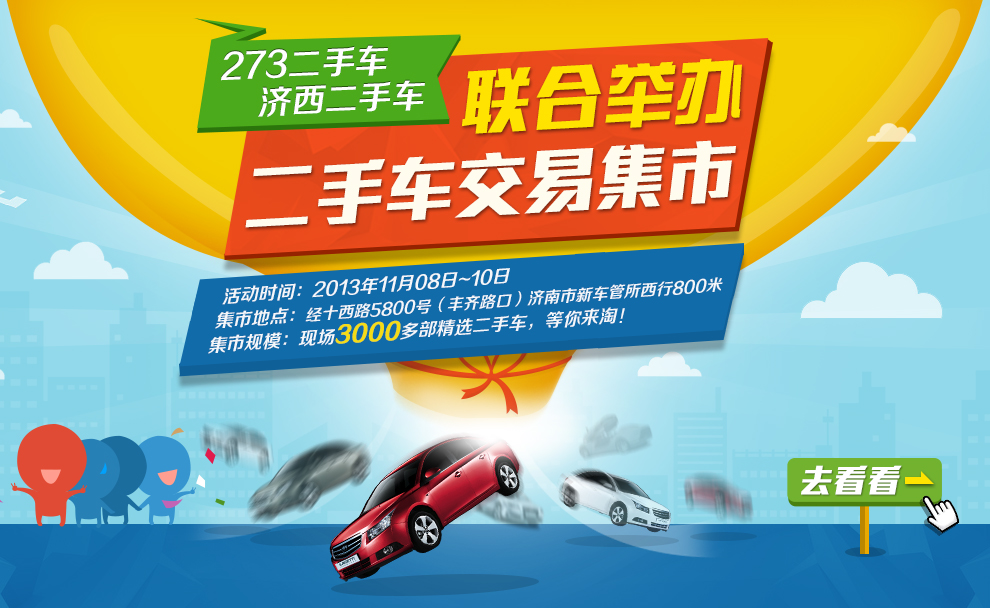 273二手车
济西二手车
联合举办
二手车交易集市
活动时间：2013年11月08日~10日
集市地点：经十西路5800号（丰齐路口）济南市新车管所西行800米
集市规模：现场3000多部精选二手车，等你来淘！
去看看